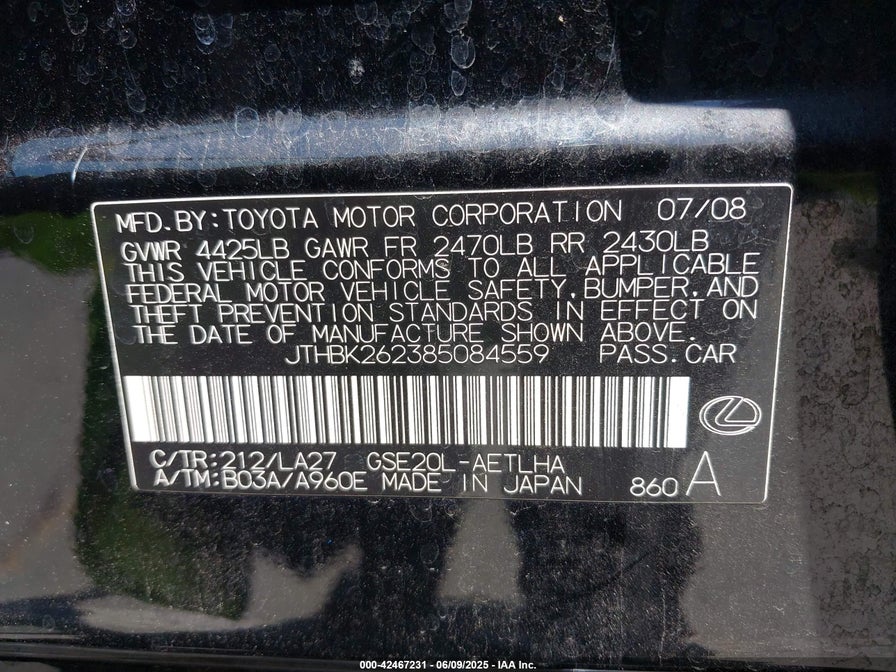 MFD.BY:TOYOTA MOTOR CORPORATION 07/08
GVWR 4425LB GAWR FR 2470LB RR 2430LB
THIS VEHICLE CONFORMS TO ALL APPLICABLE
FEDERAL MOTOR VEHICLE SAFETY,BUMPER,AND
THEFT PREVENTION STANDARDS IN EFFECT ON
THE DATE OF MANUFACTURE SHOWN ABOVE.
JTHBK262385084559 PASS.CAR
C/TR:212/LA27 GSE20L-AETLHA
A/TM:B03A/A960E MADE IN JAPAN 860A
000-42467231 - 06/09/2025 - IAA Inc.